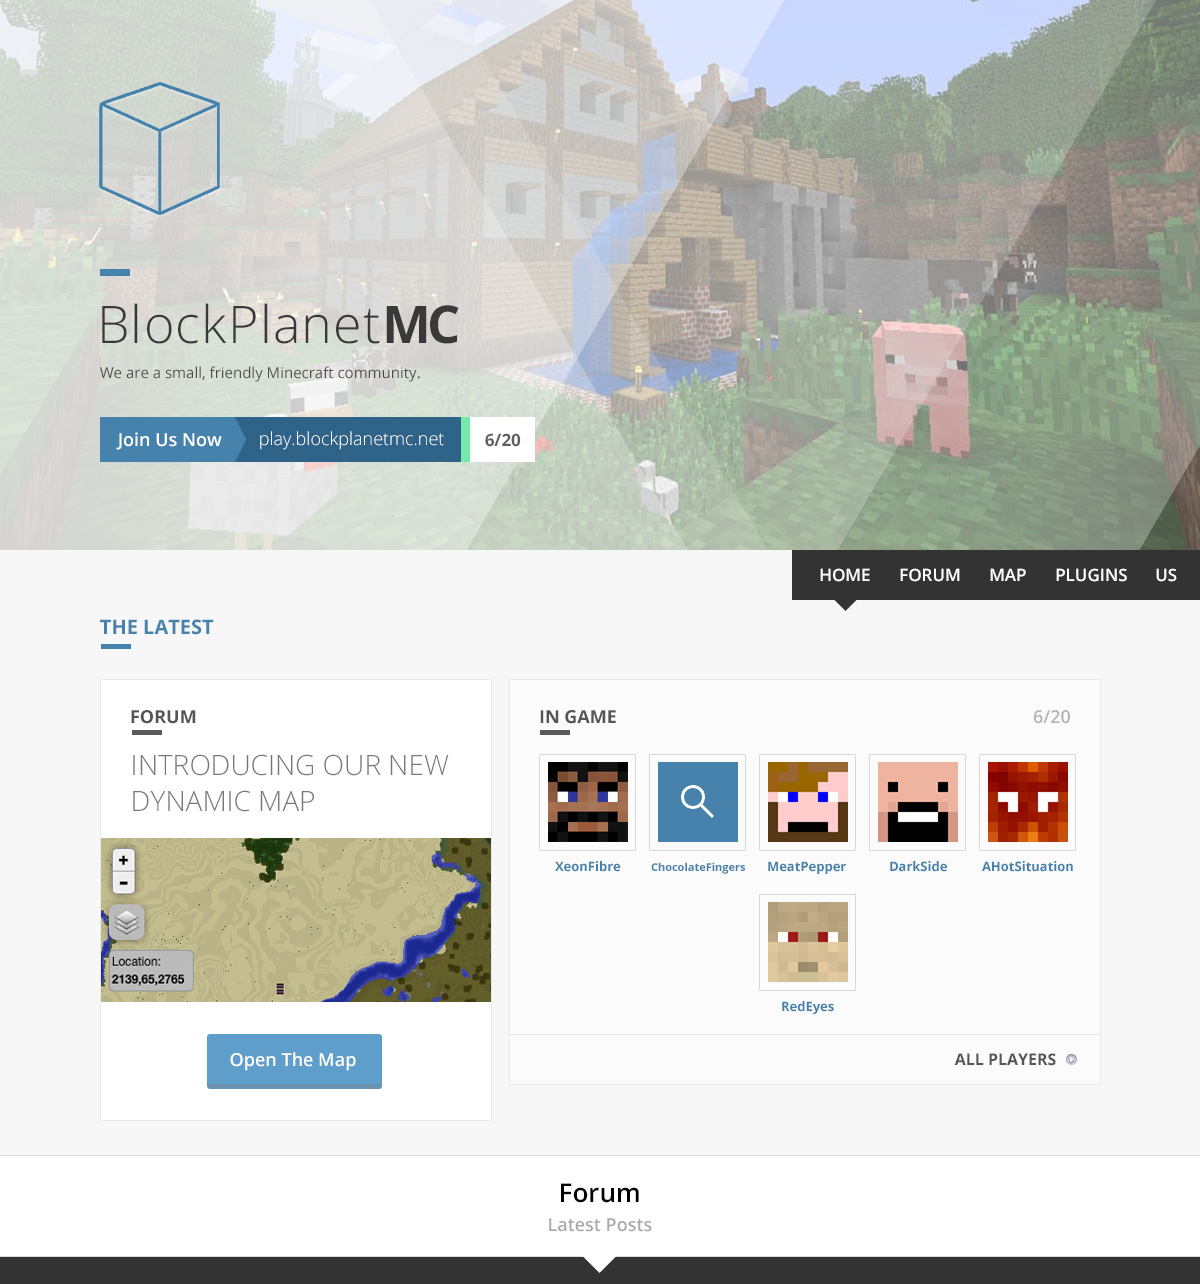 BlockPlanetMC
We are a small, friendly Minecraft community.
Join Us Now play.blockplanetmc.net 6/20
HOME FORUM MAP PLUGINS US
THE LATEST
FORUM
INTRODUCING OUR NEW
DYNAMIC MAP
+
-
Location:
2139,65,2765
Open The Map
IN GAME 6/20
XeonFibre ChocolateFingers MeatPepper DarkSide AHotSituation
RedEyes
ALL PLAYERS
Forum
Latest Posts